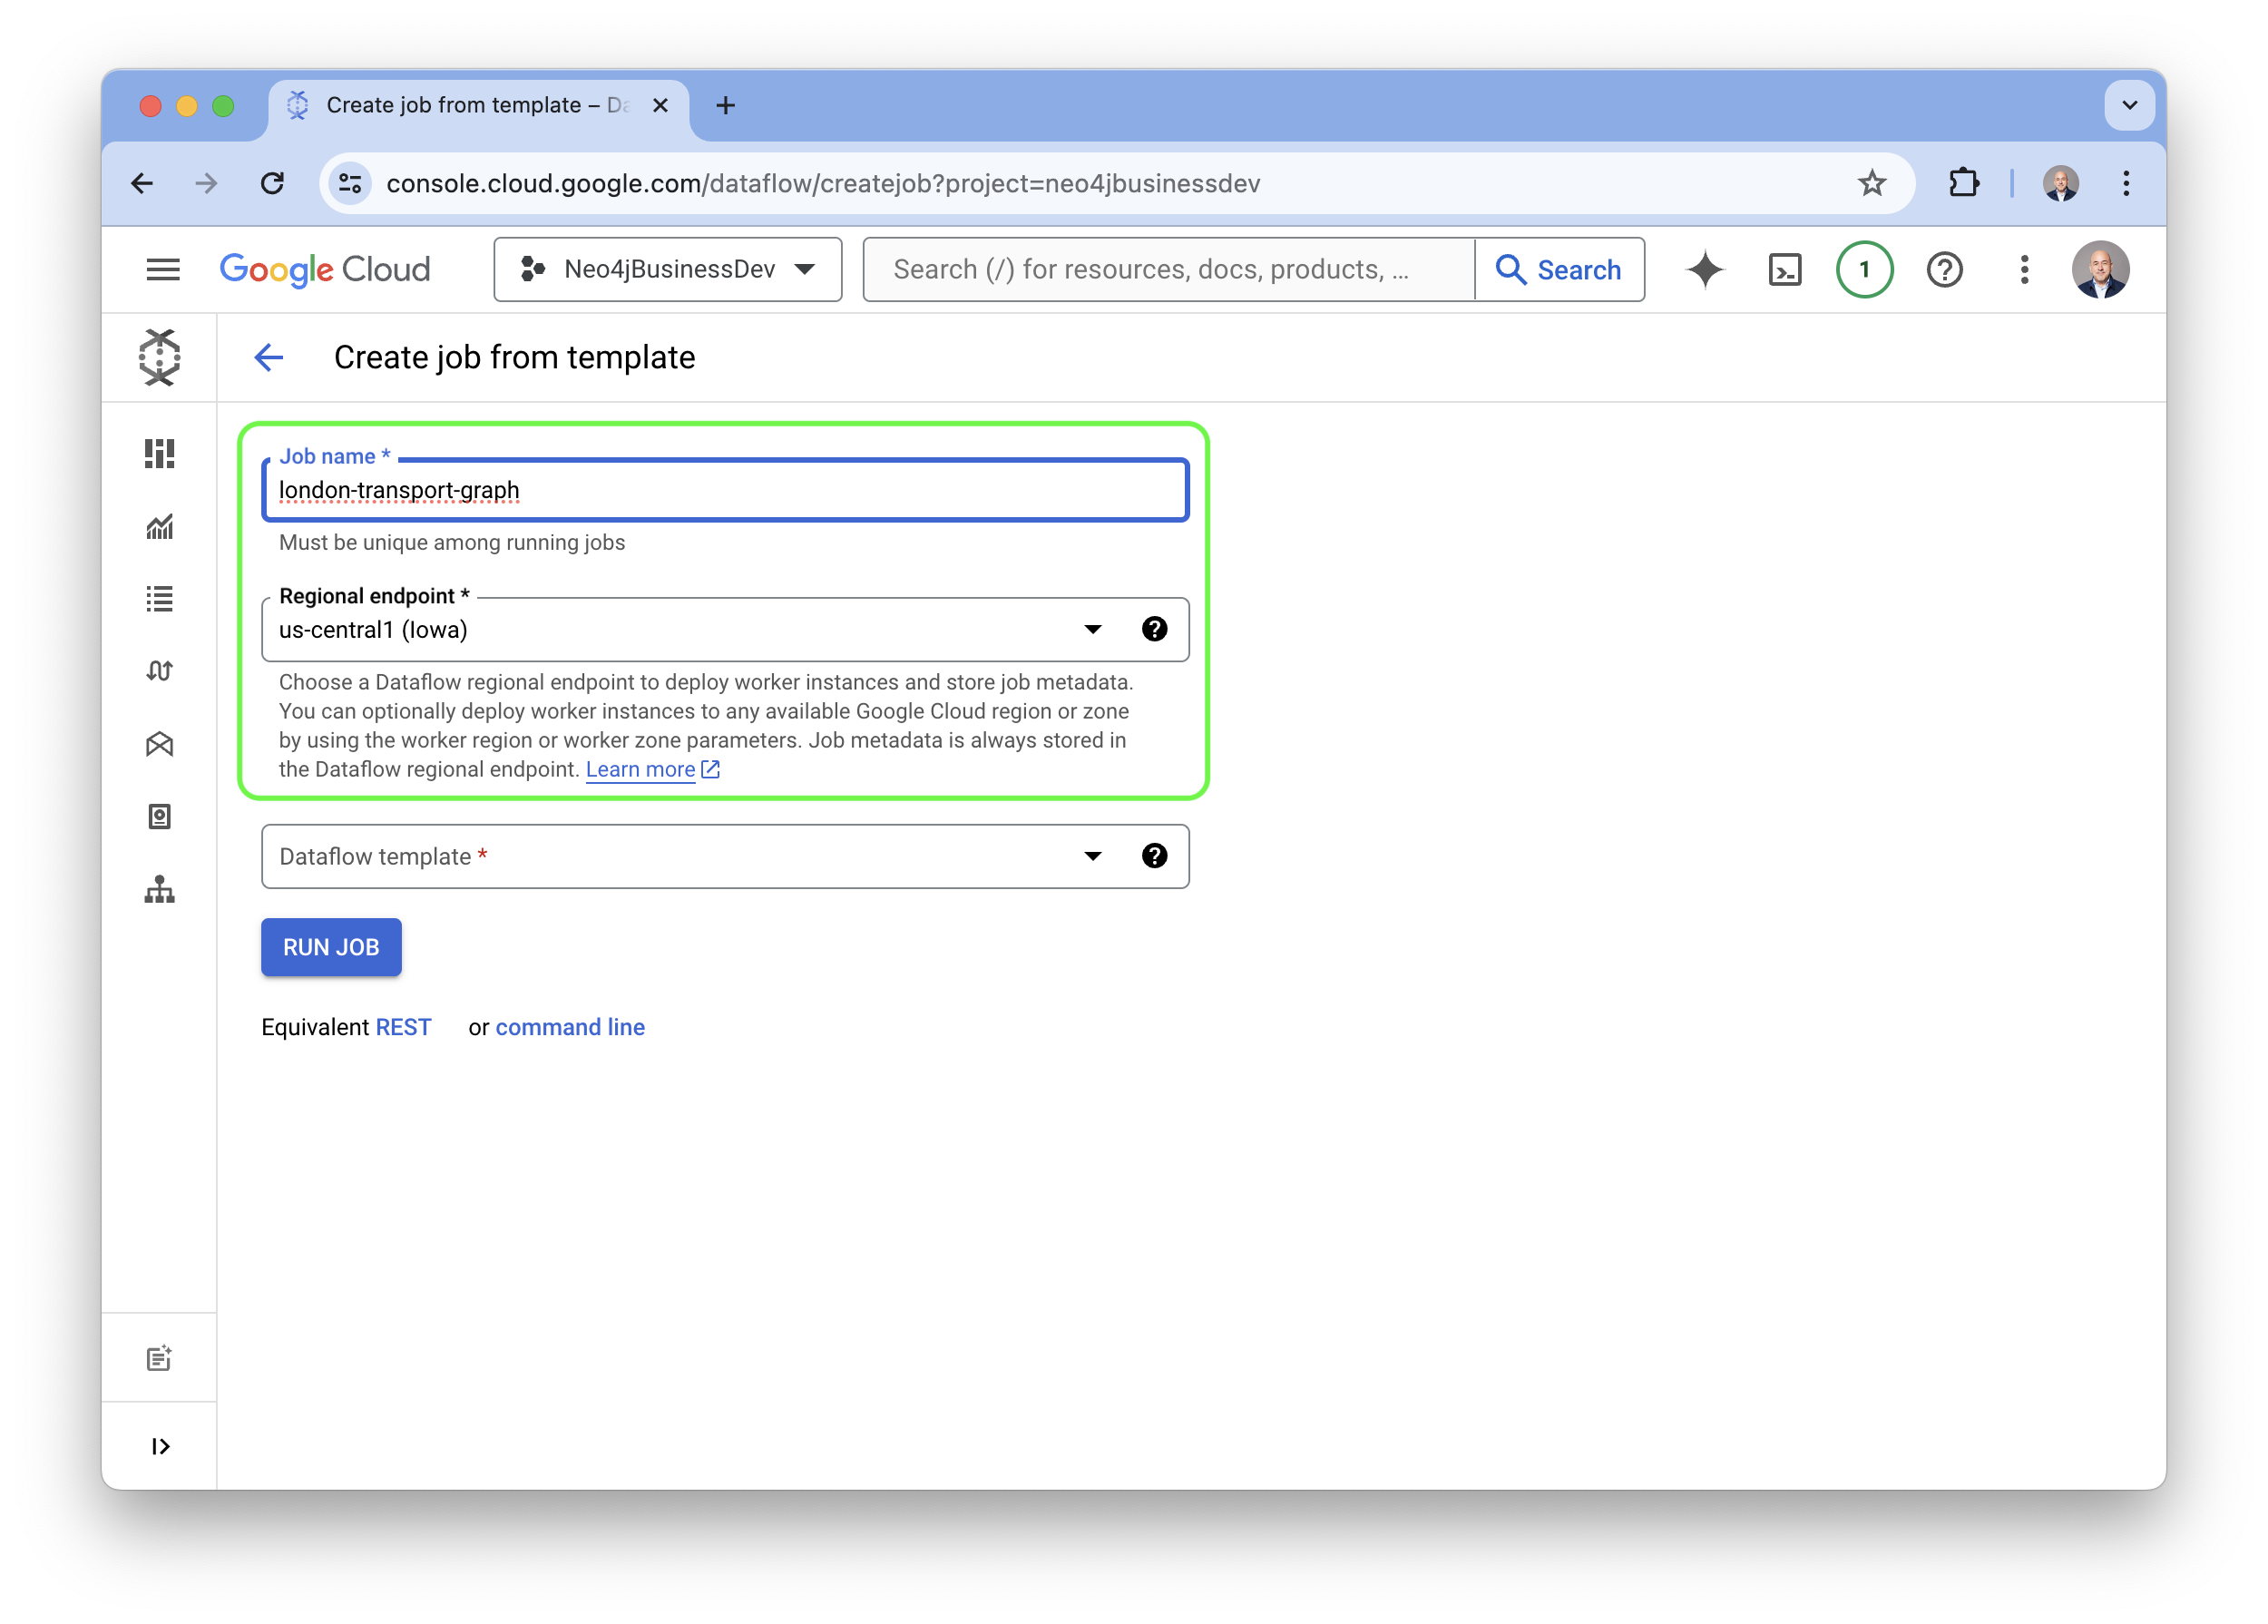 Create job from template – Da
console.cloud.google.com/dataflow/createjob?project=neo4jbusinessdev
Google Cloud
Neo4jBusinessDev
Search (/) for resources, docs, products, ...
Search
1
Create job from template
Job name *
london-transport-graph
Must be unique among running jobs
Regional endpoint *
us-central1 (Iowa)
Choose a Dataflow regional endpoint to deploy worker instances and store job metadata.
You can optionally deploy worker instances to any available Google Cloud region or zone
by using the worker region or worker zone parameters. Job metadata is always stored in
the Dataflow regional endpoint. Learn more
Dataflow template *
RUN JOB
Equivalent REST or command line